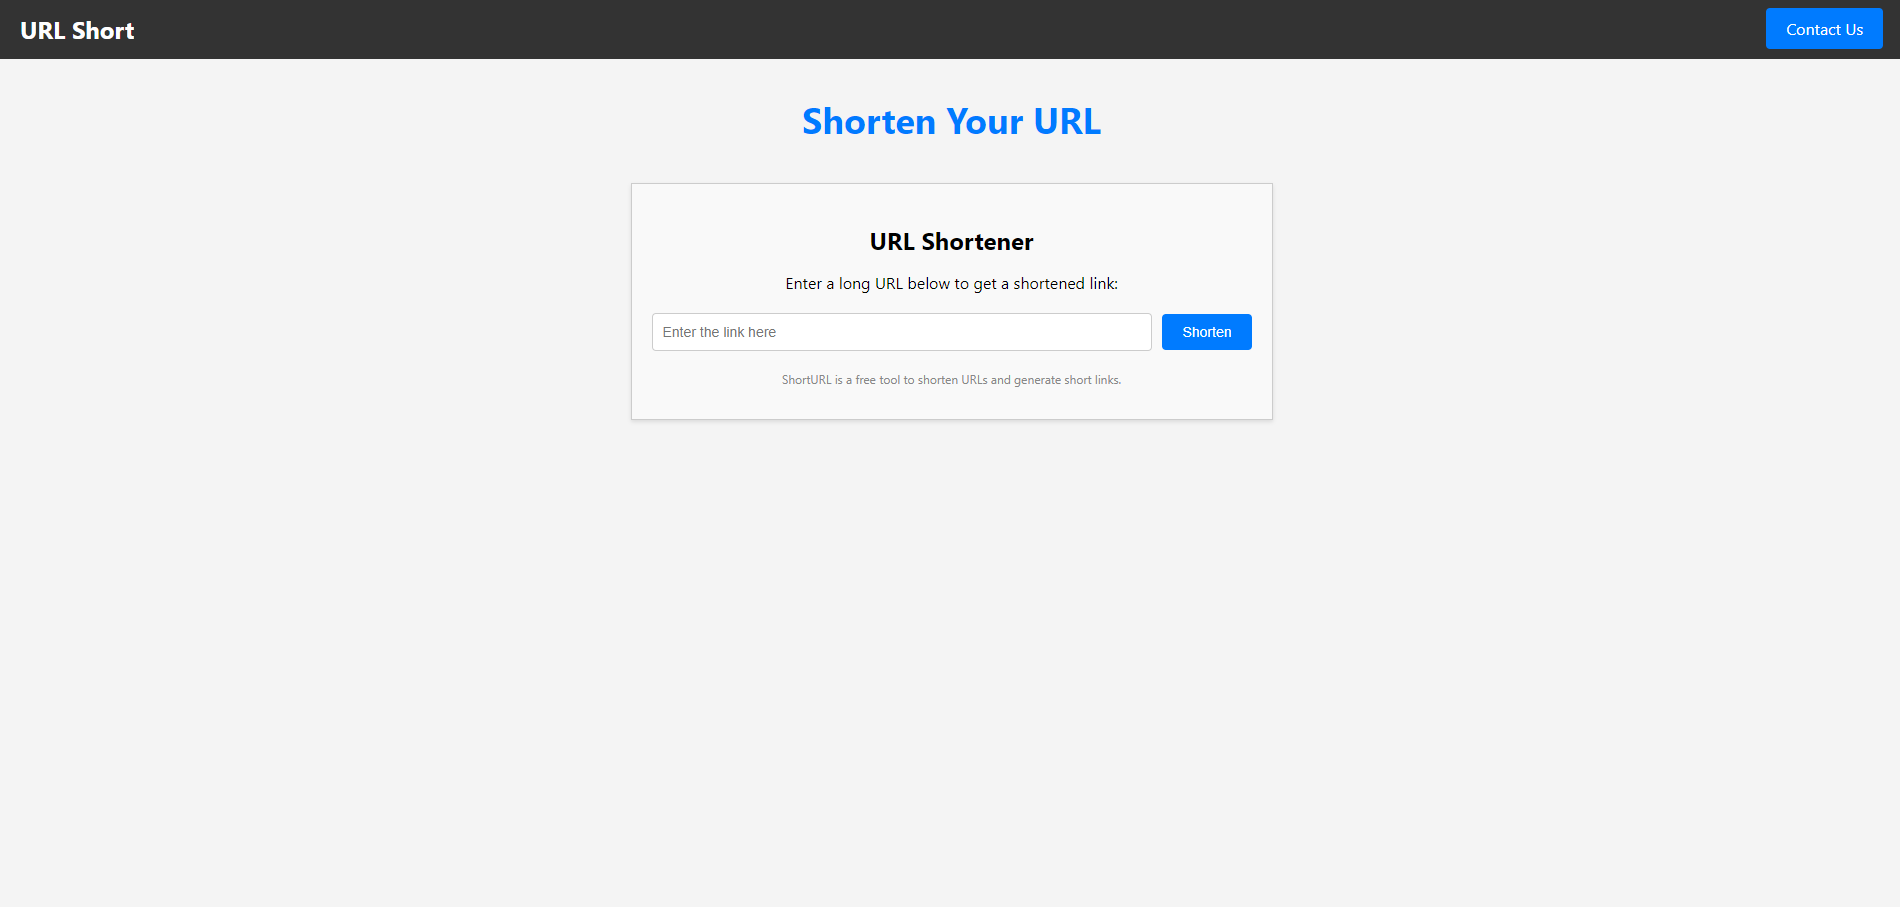 URL Short
Contact Us
Shorten Your URL
URL Shortener
Enter a long URL below to get a shortened link:
Enter the link here
Shorten
ShortURL is a free tool to shorten URLs and generate short links.